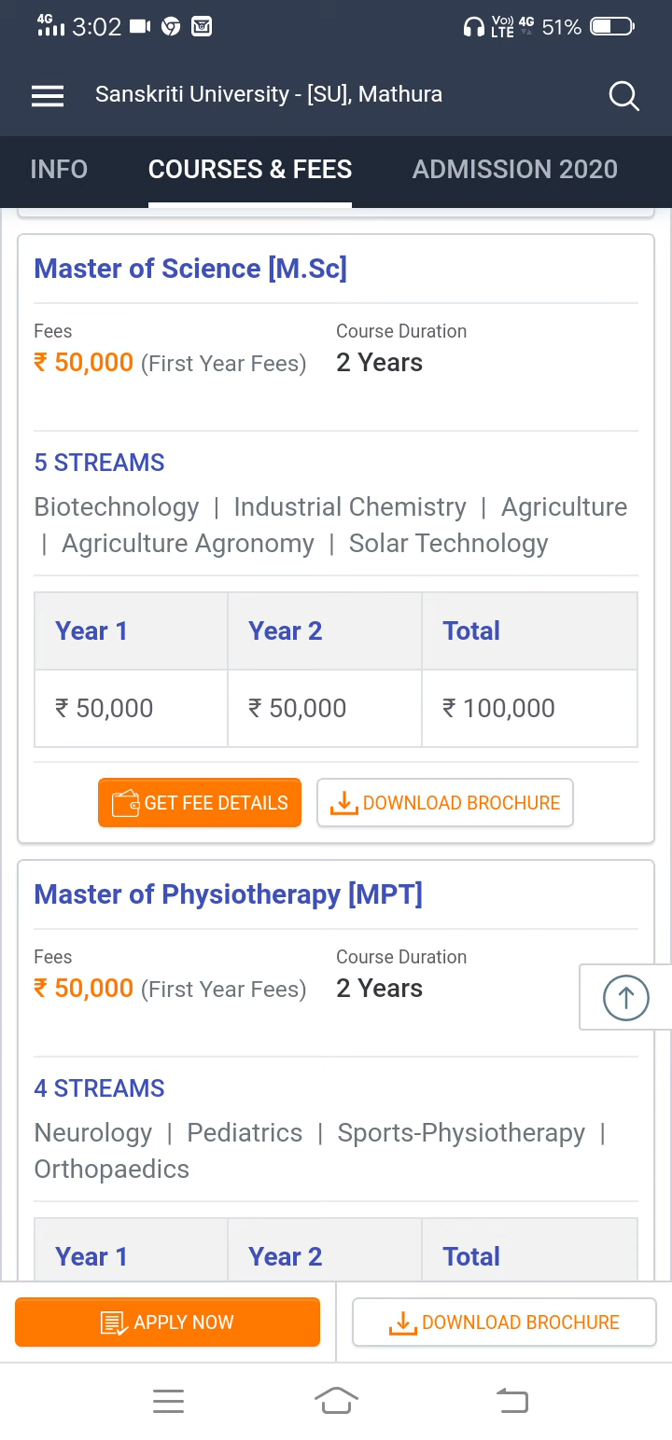 4G 3:02 Vo)) LTE 4G 51%
Sanskriti University - [SU], Mathura
INFO COURSES & FEES ADMISSION 2020
Master of Science [M.Sc]
Fees Course Duration
₹ 50,000 (First Year Fees) 2 Years
5 STREAMS
Biotechnology | Industrial Chemistry | Agriculture
| Agriculture Agronomy | Solar Technology
Year 1 Year 2 Total
₹ 50,000 ₹ 50,000 ₹ 100,000
GET FEE DETAILS DOWNLOAD BROCHURE
Master of Physiotherapy [MPT]
Fees Course Duration
₹ 50,000 (First Year Fees) 2 Years
4 STREAMS
Neurology | Pediatrics | Sports-Physiotherapy |
Orthopaedics
Year 1 Year 2 Total
APPLY NOW DOWNLOAD BROCHURE